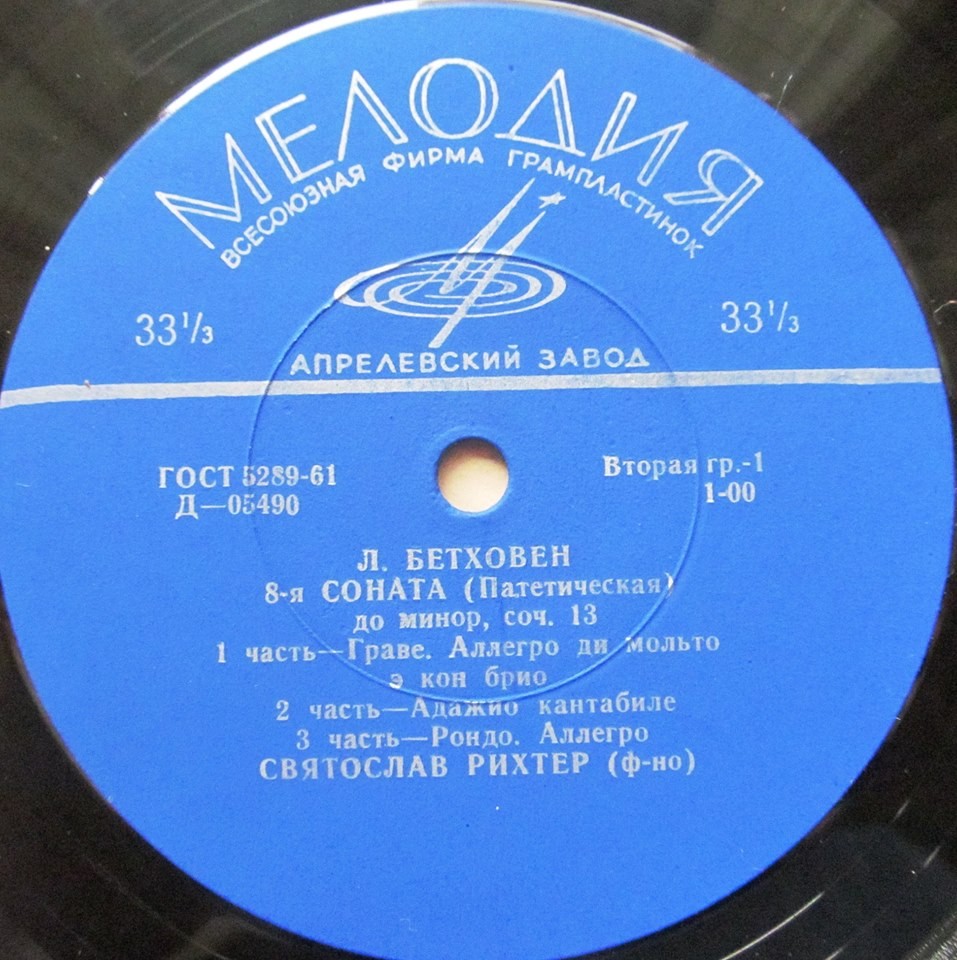 МЕЛОДИЯ
ВСЕСОЮЗНАЯ ФИРМА ГРАМПЛАСТИНОК
33⅓ 33⅓
АПРЕЛЕВСКИЙ ЗАВОД
ГОСТ 5289-61 Вторая гр.-1
Д—05490 1-00
Л. БЕТХОВЕН
8-я СОНАТА (Патетическая)
до минор, соч. 13
1 часть—Граве. Аллегро ди мольто
э кон брио
2 часть—Адажио кантабиле
3 часть—Рондо. Аллегро
СВЯТОСЛАВ РИХТЕР (ф-но)